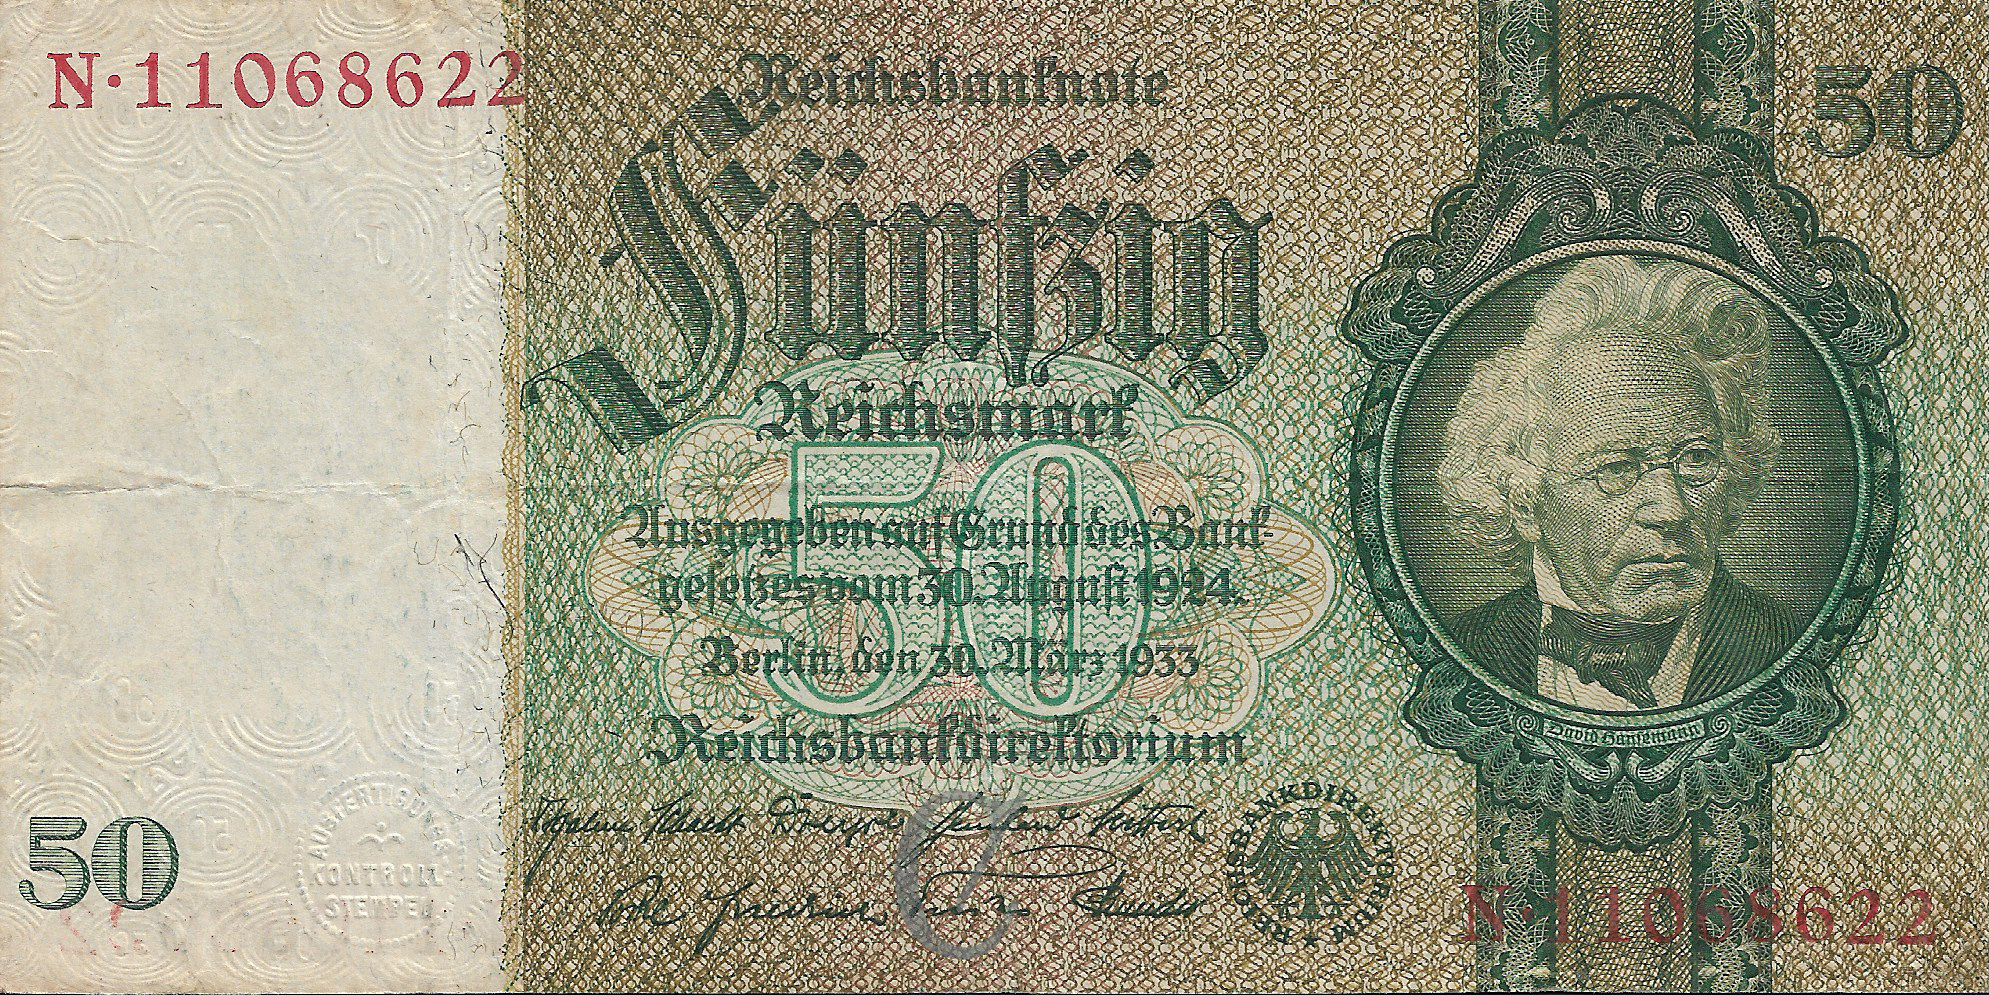 N·11068622
Reichsbanknote
50
Fünfzig
Reichsmark
50
Ausgegeben auf Grund des Bank-
gesetzes vom 30. August 1924.
Berlin, den 30. März 1933
Reichsbankdirektorium
David Hansemann
50
AUSFERTIGUNGS
KONTROLL-
STEMPEL
C
REICHSBANKDIREKTORIUM
N·11068622